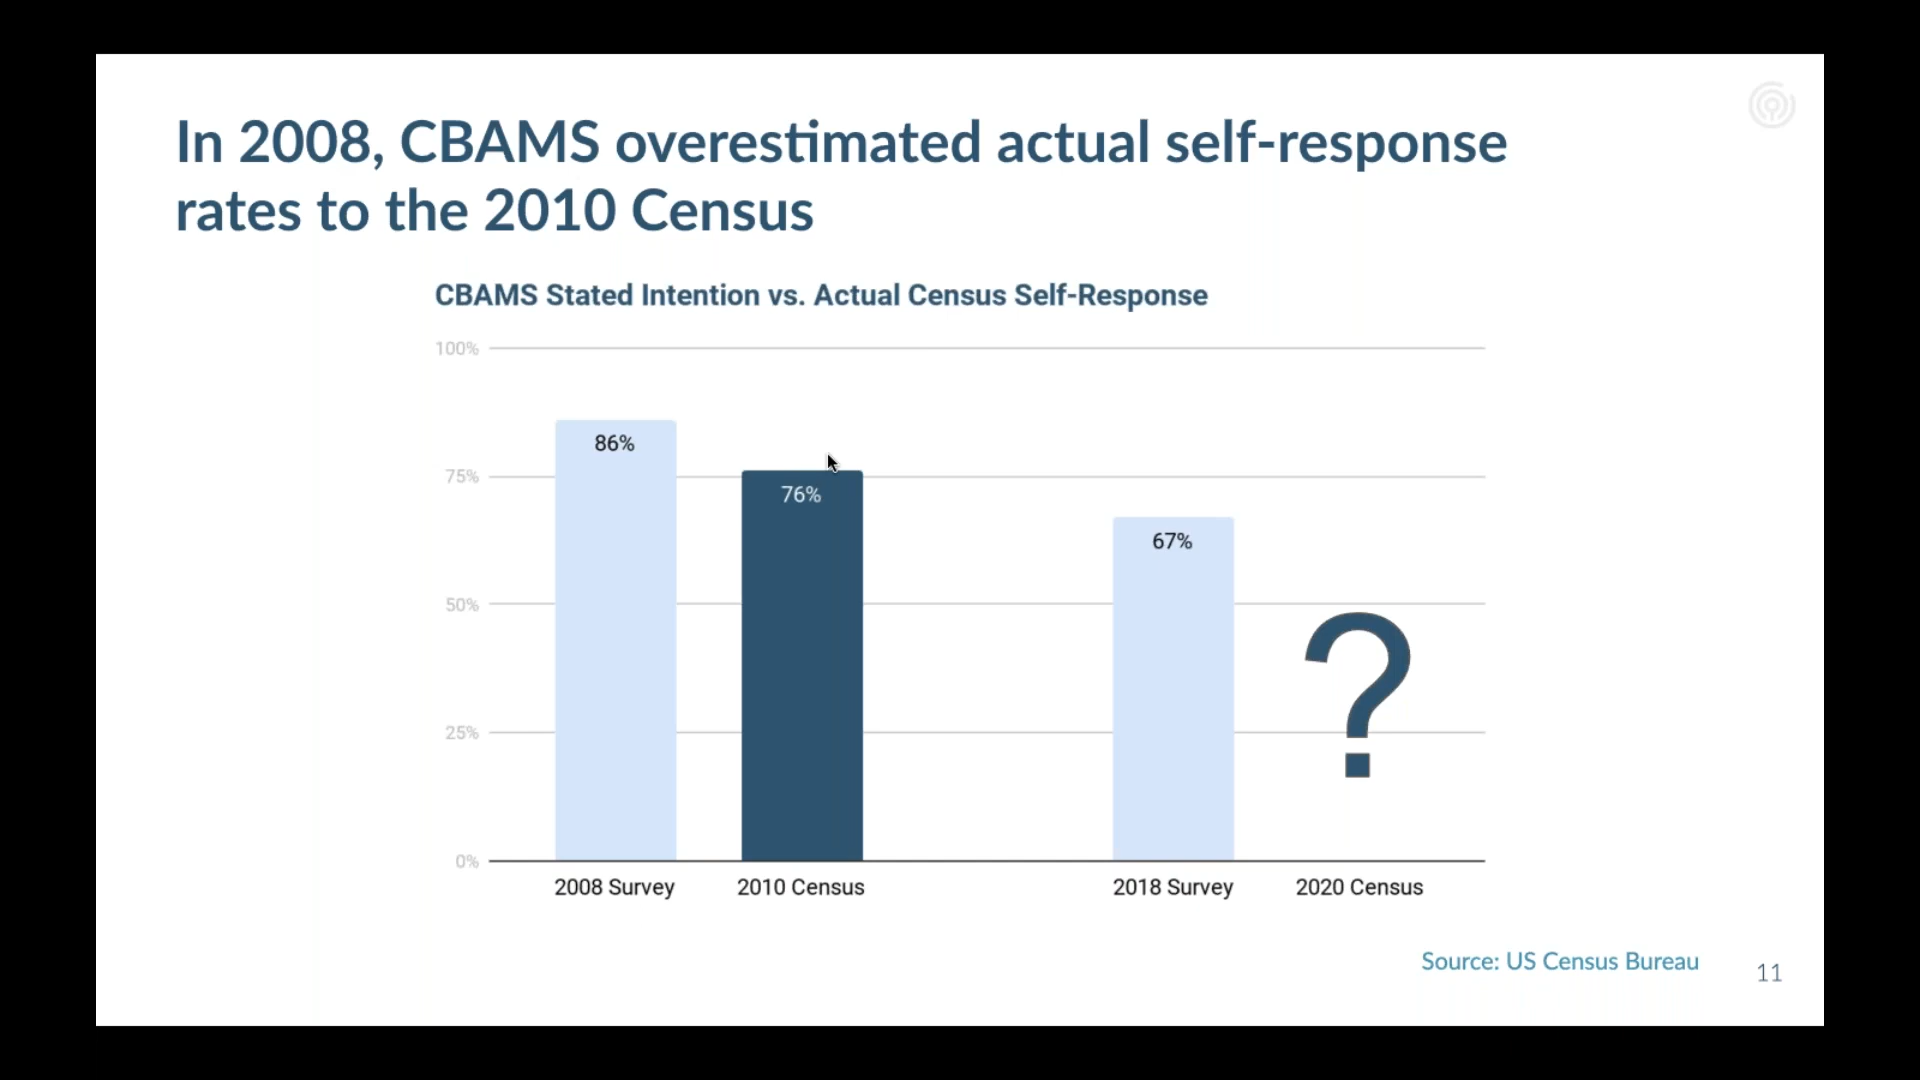 In 2008, CBAMS overestimated actual self-response
rates to the 2010 Census
CBAMS Stated Intention vs. Actual Census Self-Response
100%
86%
75%
76%
67%
50%
?
25%
0%
2008 Survey
2010 Census
2018 Survey
2020 Census
Source: US Census Bureau
11